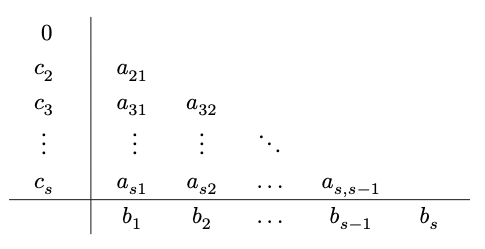 0
c₂ a₂₁
c₃ a₃₁ a₃₂
⋮ ⋮ ⋮ ⋱
cₛ aₛ₁ aₛ₂ … aₛ,ₛ₋₁
b₁ b₂ … bₛ₋₁ bₛ